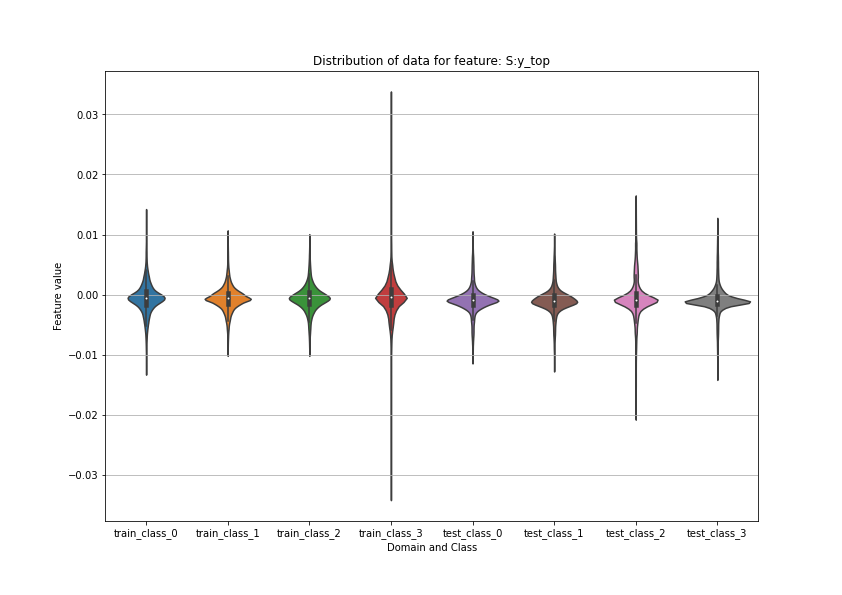 Distribution of data for feature: S:y_top
0.03
0.02
0.01
0.00
−0.01
−0.02
−0.03
Feature value
train_class_0 train_class_1 train_class_2 train_class_3 test_class_0 test_class_1 test_class_2 test_class_3
Domain and Class